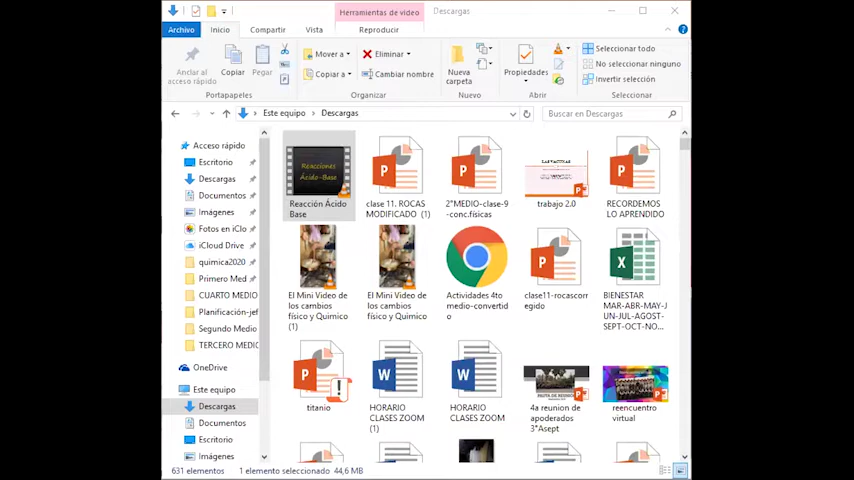 Herramientas de video
Descargas
Archivo
Inicio
Compartir
Vista
Reproducir
Anclar al
acceso rápido
Copiar
Pegar
Mover a
Copiar a
Eliminar
Cambiar nombre
Nueva
carpeta
Propiedades
Seleccionar todo
No seleccionar ninguno
Invertir selección
Portapapeles
Organizar
Nuevo
Abrir
Seleccionar
Este equipo > Descargas
Buscar en Descargas
Acceso rápido
Escritorio
Descargas
Documentos
Imágenes
Fotos en iClo
iCloud Drive
quimica2020
Primero Med
CUARTO MEDIO
Planificación-jef
Segundo Medio
TERCERO MEDIO
OneDrive
Este equipo
Descargas
Documentos
Escritorio
Imágenes
Reacciones
Ácido-Base
Reacción Ácido
Base
clase 11. ROCAS
MODIFICADO (1)
2°MEDIO-clase-9
-conc.físicas
LAS VACUNAS
trabajo 2.0
RECORDEMOS
LO APRENDIDO
El Mini Video de
los cambios
físico y Quimico
(1)
El Mini Video de
los cambios
físico y Quimico
Actividades 4to
medio-convertid
o
clase11-rocascorr
egido
BIENESTAR
MAR-ABR-MAY-J
UN-JUL-AGOST-
SEPT-OCT-NO...
titanio
HORARIO
CLASES ZOOM
(1)
HORARIO
CLASES ZOOM
4a reunion de
apoderados
3°Asept
reencuentro
virtual
631 elementos
1 elemento seleccionado 44,6 MB